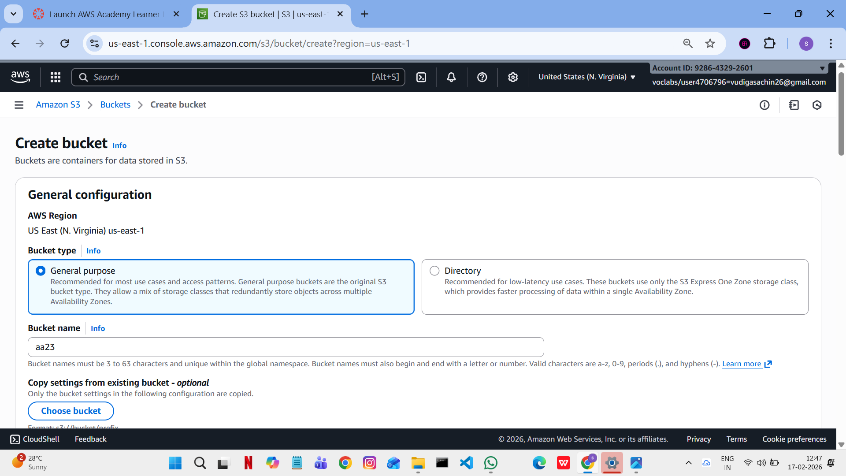 Launch AWS Academy Learner
Create S3 bucket | S3 | us-east-
us-east-1.console.aws.amazon.com/s3/bucket/create?region=us-east-1
S
aws
Search
[Alt+S]
United States (N. Virginia)
Account ID: 9286-4329-2601
voclabs/user4706796=vudigasachin26@gmail.com
Amazon S3
Buckets
Create bucket
Create bucket Info
Buckets are containers for data stored in S3.
General configuration
AWS Region
US East (N. Virginia) us-east-1
Bucket type
Info
General purpose
Recommended for most use cases and access patterns. General purpose buckets are the original S3
bucket type. They allow a mix of storage classes that redundantly store objects across multiple
Availability Zones.
Directory
Recommended for low-latency use cases. These buckets use only the S3 Express One Zone storage class,
which provides faster processing of data within a single Availability Zone.
Bucket name
Info
aa23
Bucket names must be 3 to 63 characters and unique within the global namespace. Bucket names must also begin and end with a letter or number. Valid characters are a-z, 0-9, periods (.), and hyphens (-). Learn more
Copy settings from existing bucket - optional
Only the bucket settings in the following configuration are copied.
Choose bucket
Format: s3://bucket/prefix
CloudShell
Feedback
© 2026, Amazon Web Services, Inc. or its affiliates.
Privacy
Terms
Cookie preferences
2
28°C
Sunny
ENG
IN
12:47
17-02-2026